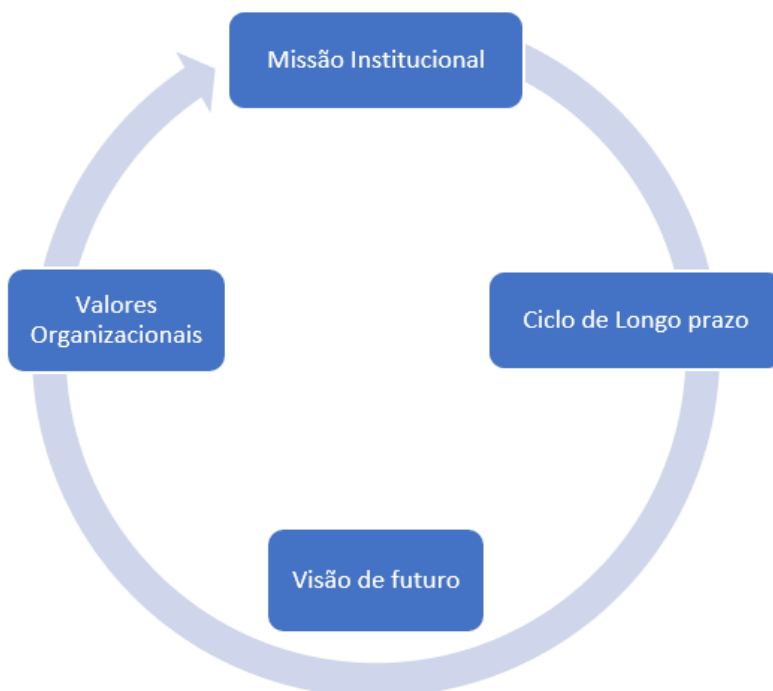 Missão Institucional
Ciclo de Longo prazo
Visão de futuro
Valores
Organizacionais